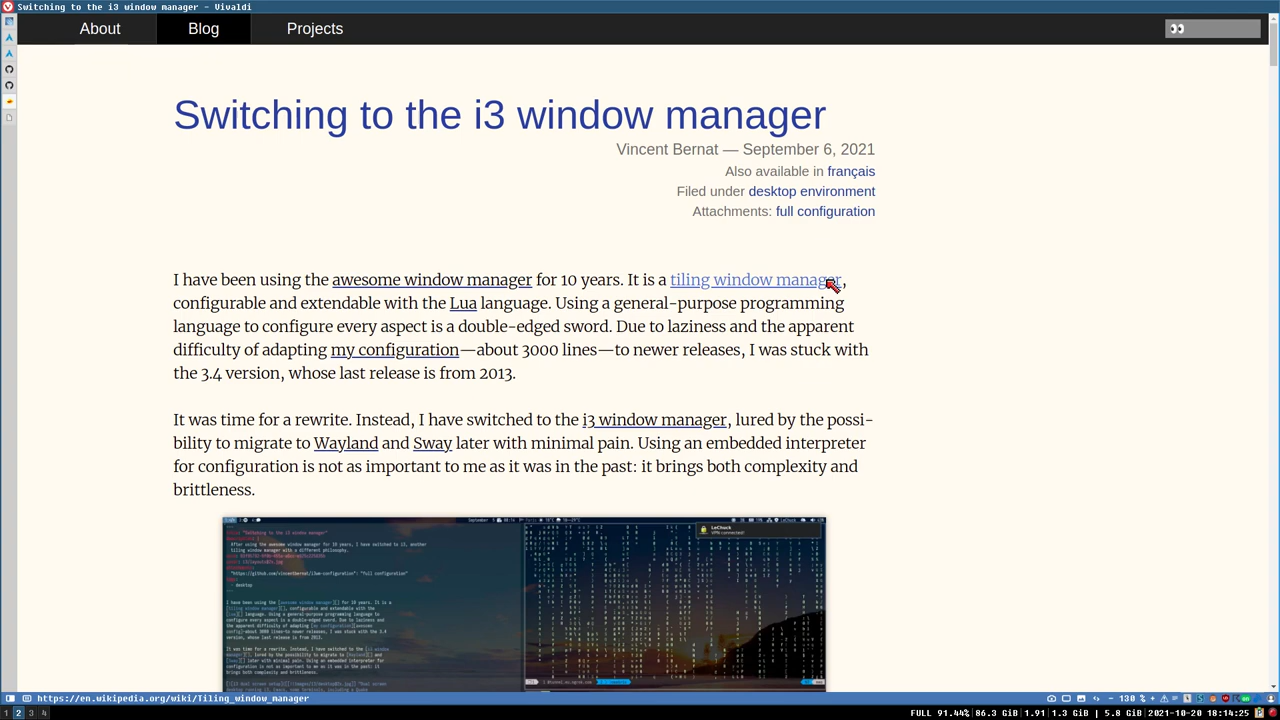 Switching to the i3 window manager - Vivaldi
About Blog Projects
Switching to the i3 window manager
Vincent Bernat — September 6, 2021
Also available in français
Filed under desktop environment
Attachments: full configuration
I have been using the awesome window manager for 10 years. It is a tiling window manager,
configurable and extendable with the Lua language. Using a general-purpose programming
language to configure every aspect is a double-edged sword. Due to laziness and the apparent
difficulty of adapting my configuration—about 3000 lines—to newer releases, I was stuck with
the 3.4 version, whose last release is from 2013.
It was time for a rewrite. Instead, I have switched to the i3 window manager, lured by the possi-
bility to migrate to Wayland and Sway later with minimal pain. Using an embedded interpreter
for configuration is not as important to me as it was in the past: it brings both complexity and
brittleness.
LeChuck
VPN connected!
https://en.wikipedia.org/wiki/Tiling_window_manager
130 %
1 2 3 4
FULL 91.44%|86.3 GiB|1.91|1.3 GiB | 5.8 GiB|2021-10-20 18:14:25